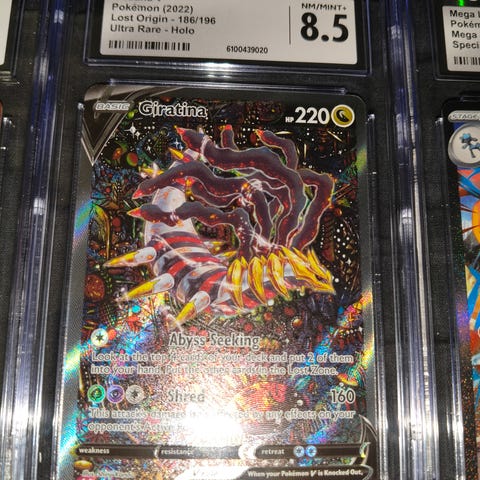 Pokémon (2022)
Lost Origin - 186/196
Ultra Rare - Holo
NM/MINT+
8.5
6100439020
Mega
Pokém
Mega
Speci
BASIC Giratina HP 220
STAGE
Abyss Seeking
Look at the top 4 cards of your deck and put 2 of them
into your hand. Put the other cards in the Lost Zone.
Shred 160
This attack's damage isn't affected by any effects on your
Opponent's Active
weakness resistance retreat
When your Pokémon V is Knocked Out,